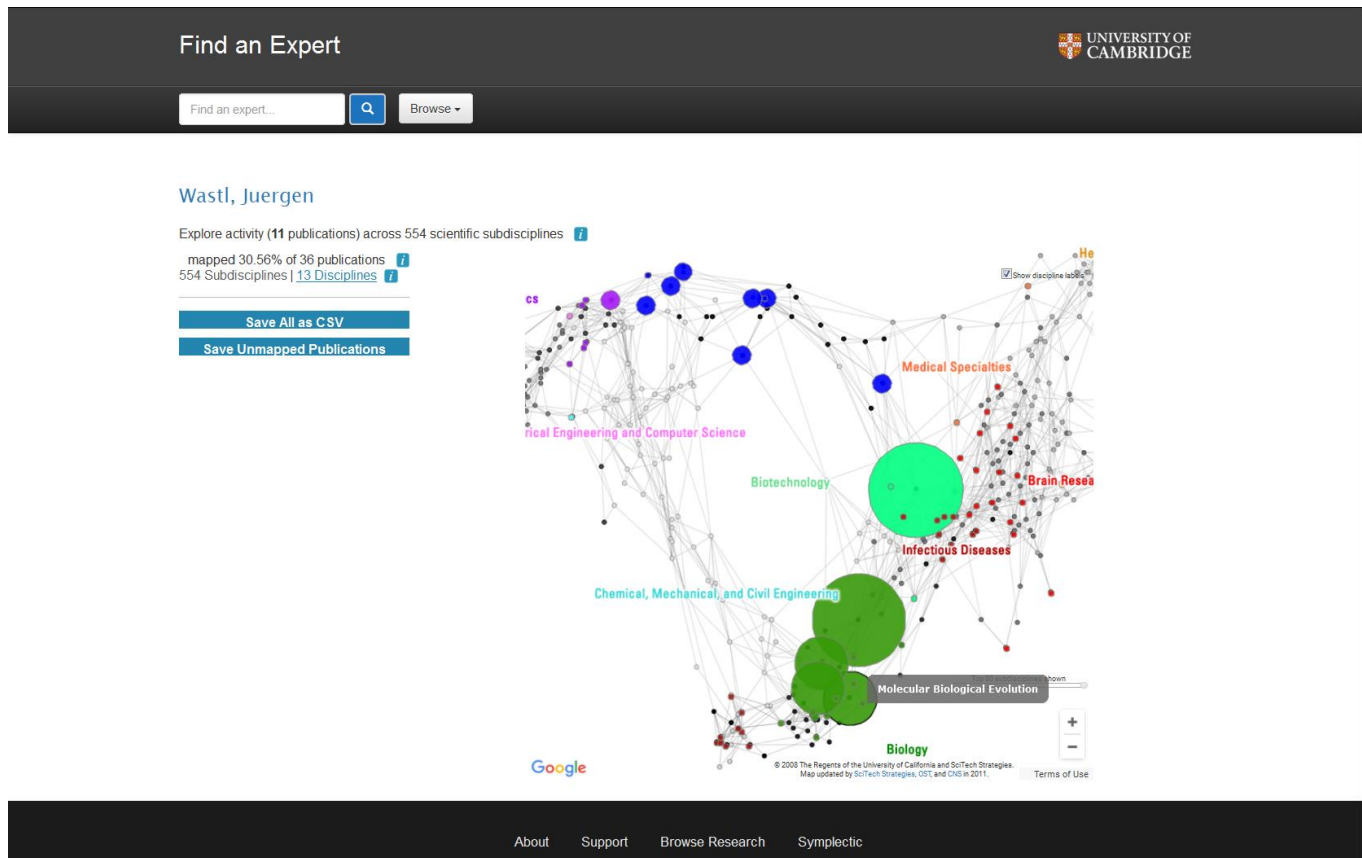 Find an Expert
UNIVERSITY OF
CAMBRIDGE
Find an expert...
Browse
Wastl, Juergen
Explore activity (11 publications) across 554 scientific subdisciplines
mapped 30.56% of 36 publications
554 Subdisciplines | 13 Disciplines
Save All as CSV
Save Unmapped Publications
He
Show discipline labels
cs
Medical Specialties
rical Engineering and Computer Science
Biotechnology
Brain Resea
Infectious Diseases
Chemical, Mechanical, and Civil Engineering
shown
Molecular Biological Evolution
+
−
Biology
Google
© 2008 The Regents of the University of California and SciTech Strategies.
Map updated by SciTech Strategies, OST, and CNS in 2011.
Terms of Use
About Support Browse Research Symplectic